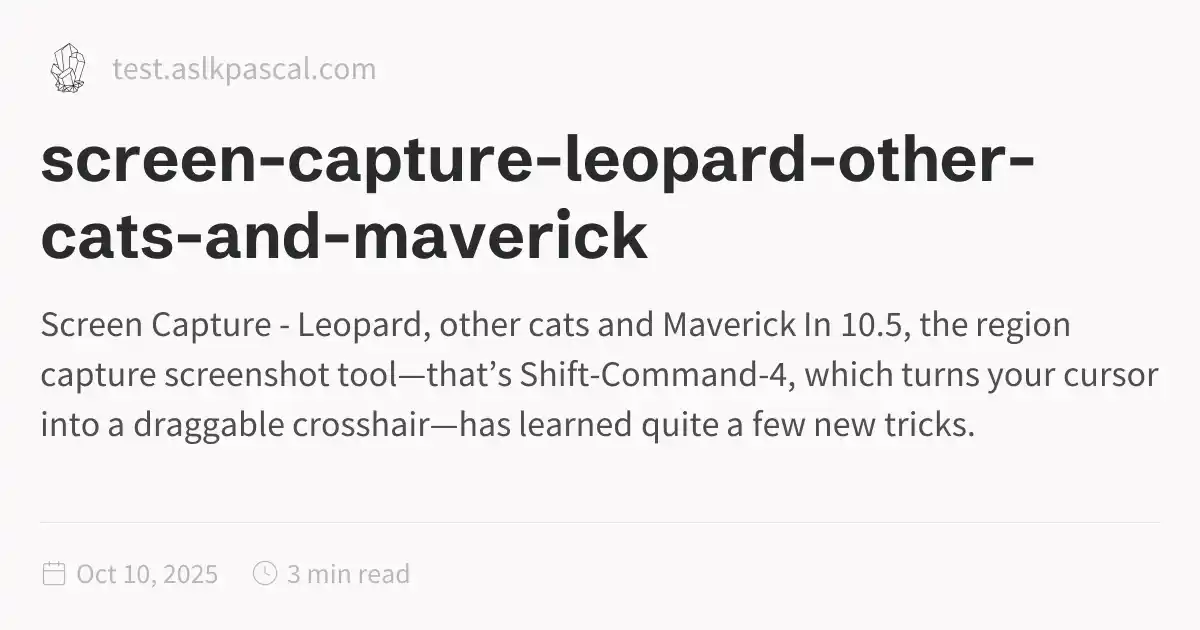 test.aslkpascal.com
screen-capture-leopard-other-
cats-and-maverick
Screen Capture - Leopard, other cats and Maverick In 10.5, the region
capture screenshot tool—that’s Shift-Command-4, which turns your cursor
into a draggable crosshair—has learned quite a few new tricks.
Oct 10, 2025 3 min read